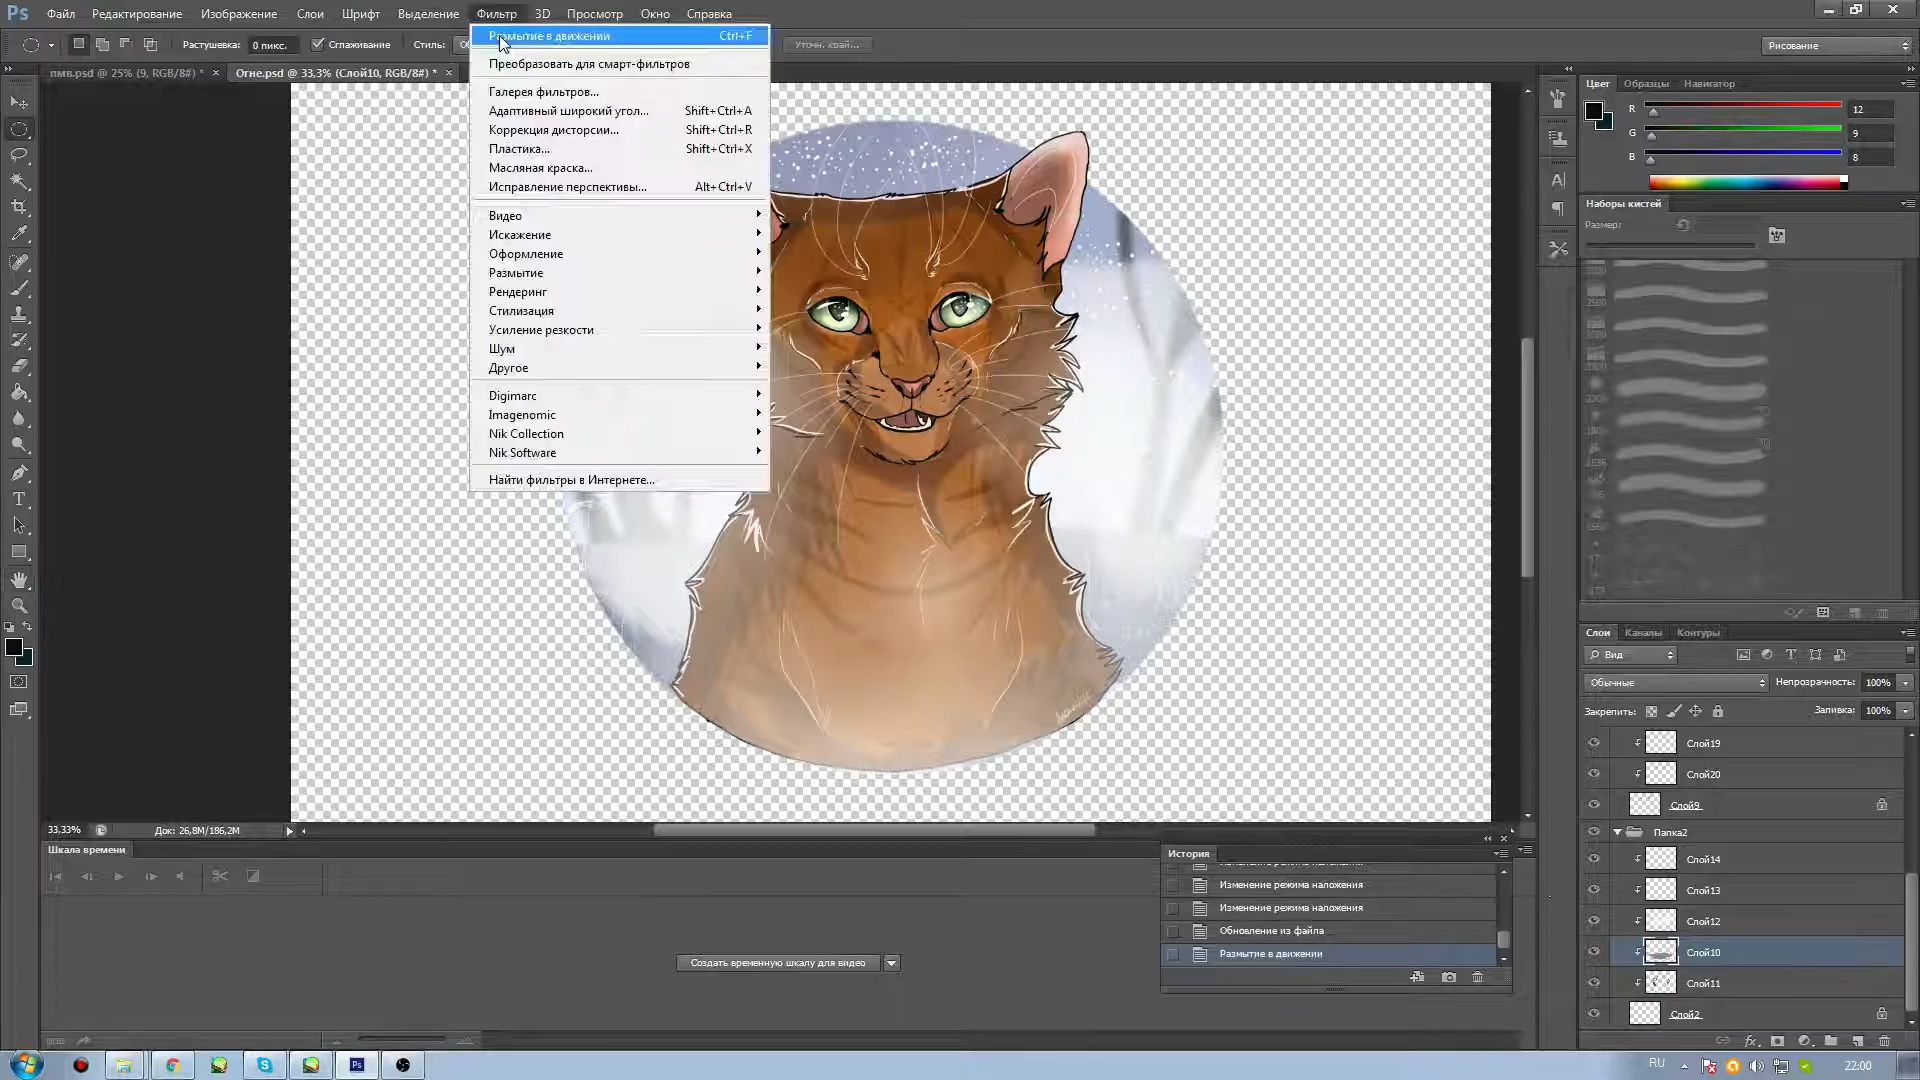 Ps Файл Редактирование Изображение Слои Шрифт Выделение Фильтр 3D Просмотр Окно Справка
Растушевка: 0 пикс. Сглаживание Стиль: Уточн. край... Рисование
пмв.psd @ 25% (9, RGB/8#) * × Огне.psd @ 33,3% (Слой10, RGB/8#) * ×
Размытие в движении Ctrl+F
Преобразовать для смарт-фильтров
Галерея фильтров...
Адаптивный широкий угол... Shift+Ctrl+A
Коррекция дисторсии... Shift+Ctrl+R
Пластика... Shift+Ctrl+X
Масляная краска...
Исправление перспективы... Alt+Ctrl+V
Видео
Искажение
Оформление
Размытие
Рендеринг
Стилизация
Усиление резкости
Шум
Другое
Digimarc
Imagenomic
Nik Collection
Nik Software
Найти фильтры в Интернете...
Цвет Образцы Навигатор
R 12
G 9
B 8
Наборы кистей
Размер:
Слои Каналы Контуры
Вид
Обычные Непрозрачность: 100%
Закрепить: Заливка: 100%
Слой19
Слой20
Слой9
Папка2
Слой14
Слой13
Слой12
Слой10
Слой11
Слой2
33,33% Док: 26,8M/186,2M
Шкала времени
Создать временную шкалу для видео
История
Изменение режима наложения
Изменение режима наложения
Изменение режима наложения
Обновление из файла
Размытие в движении
RU 22:00